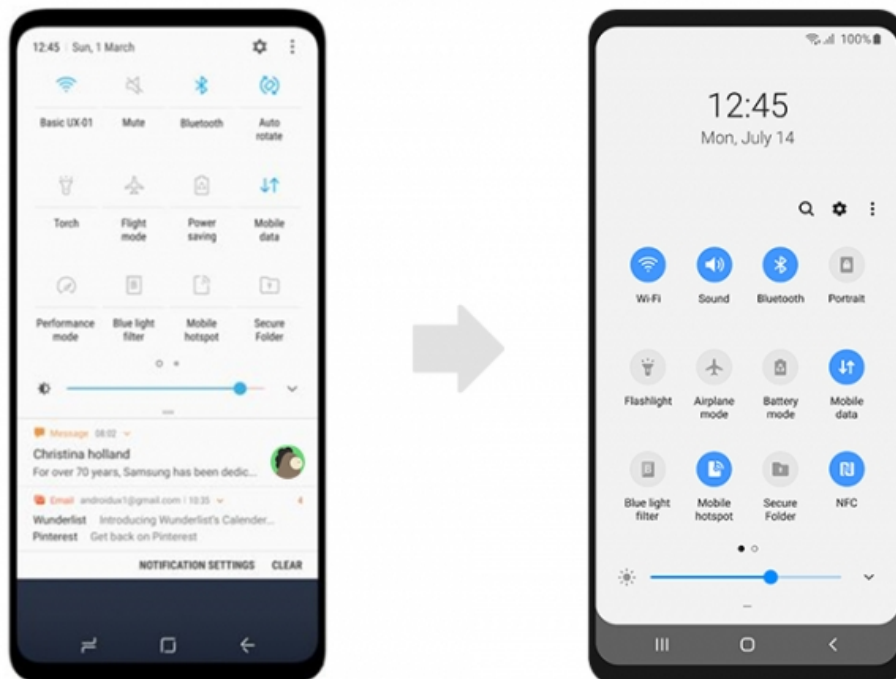 12:45 | Sun, 1 March
Basic UX-01 Mute Bluetooth Auto
rotate
Torch Flight Power Mobile
mode saving data
Performance Blue light Mobile Secure
mode filter hotspot Folder
Message 08:02
Christina holland
For over 70 years, Samsung has been dedic...
Email androidux1@gmail.com | 10:35 4
Wunderlist Introducing Wunderlist's Calender...
Pinterest Get back on Pinterest
NOTIFICATION SETTINGS CLEAR
100%
12:45
Mon, July 14
Wi-Fi Sound Bluetooth Portrait
Flashlight Airplane Battery Mobile
mode mode data
Blue light Mobile Secure NFC
filter hotspot Folder